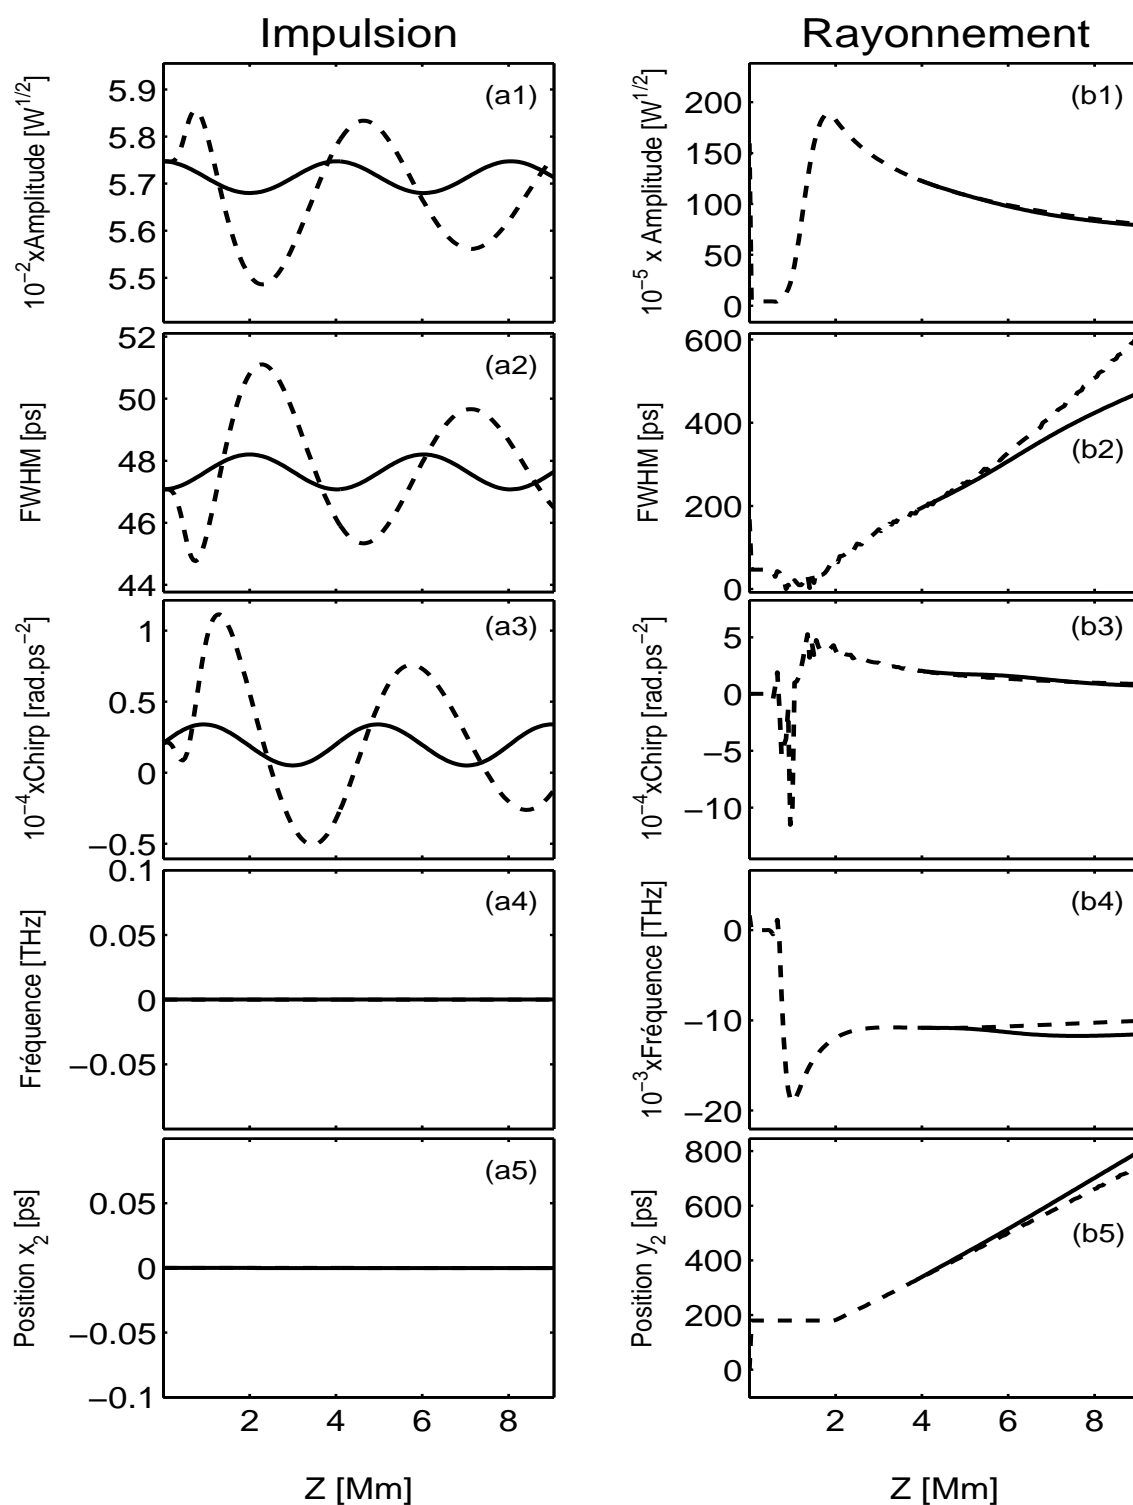 Impulsion
Rayonnement
(a1)
10⁻²xAmplitude [W^1/2]
5.9
5.8
5.7
5.6
5.5
(b1)
10⁻⁵ x Amplitude [W^1/2]
200
150
100
50
0
(a2)
FWHM [ps]
52
50
48
46
44
(b2)
FWHM [ps]
600
400
200
0
(a3)
10⁻⁴xChirp [rad.ps⁻²]
1
0.5
0
−0.5
(b3)
10⁻⁴xChirp [rad.ps⁻²]
5
0
−5
−10
(a4)
Fréquence [THz]
0.1
0.05
0
−0.05
(b4)
10⁻³xFréquence [THz]
0
−10
−20
(a5)
Position x₂ [ps]
0.05
0
−0.05
−0.1
(b5)
Position y₂ [ps]
800
600
400
200
0
2 4 6 8
2 4 6 8
Z [Mm]
Z [Mm]